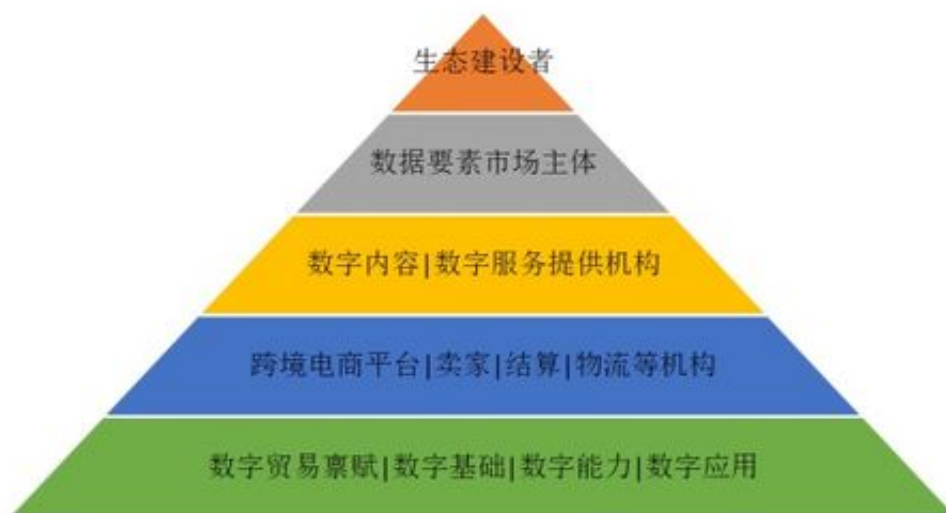 生态建设者
数据要素市场主体
数字内容|数字服务提供机构
跨境电商平台|卖家|结算|物流等机构
数字贸易禀赋|数字基础|数字能力|数字应用